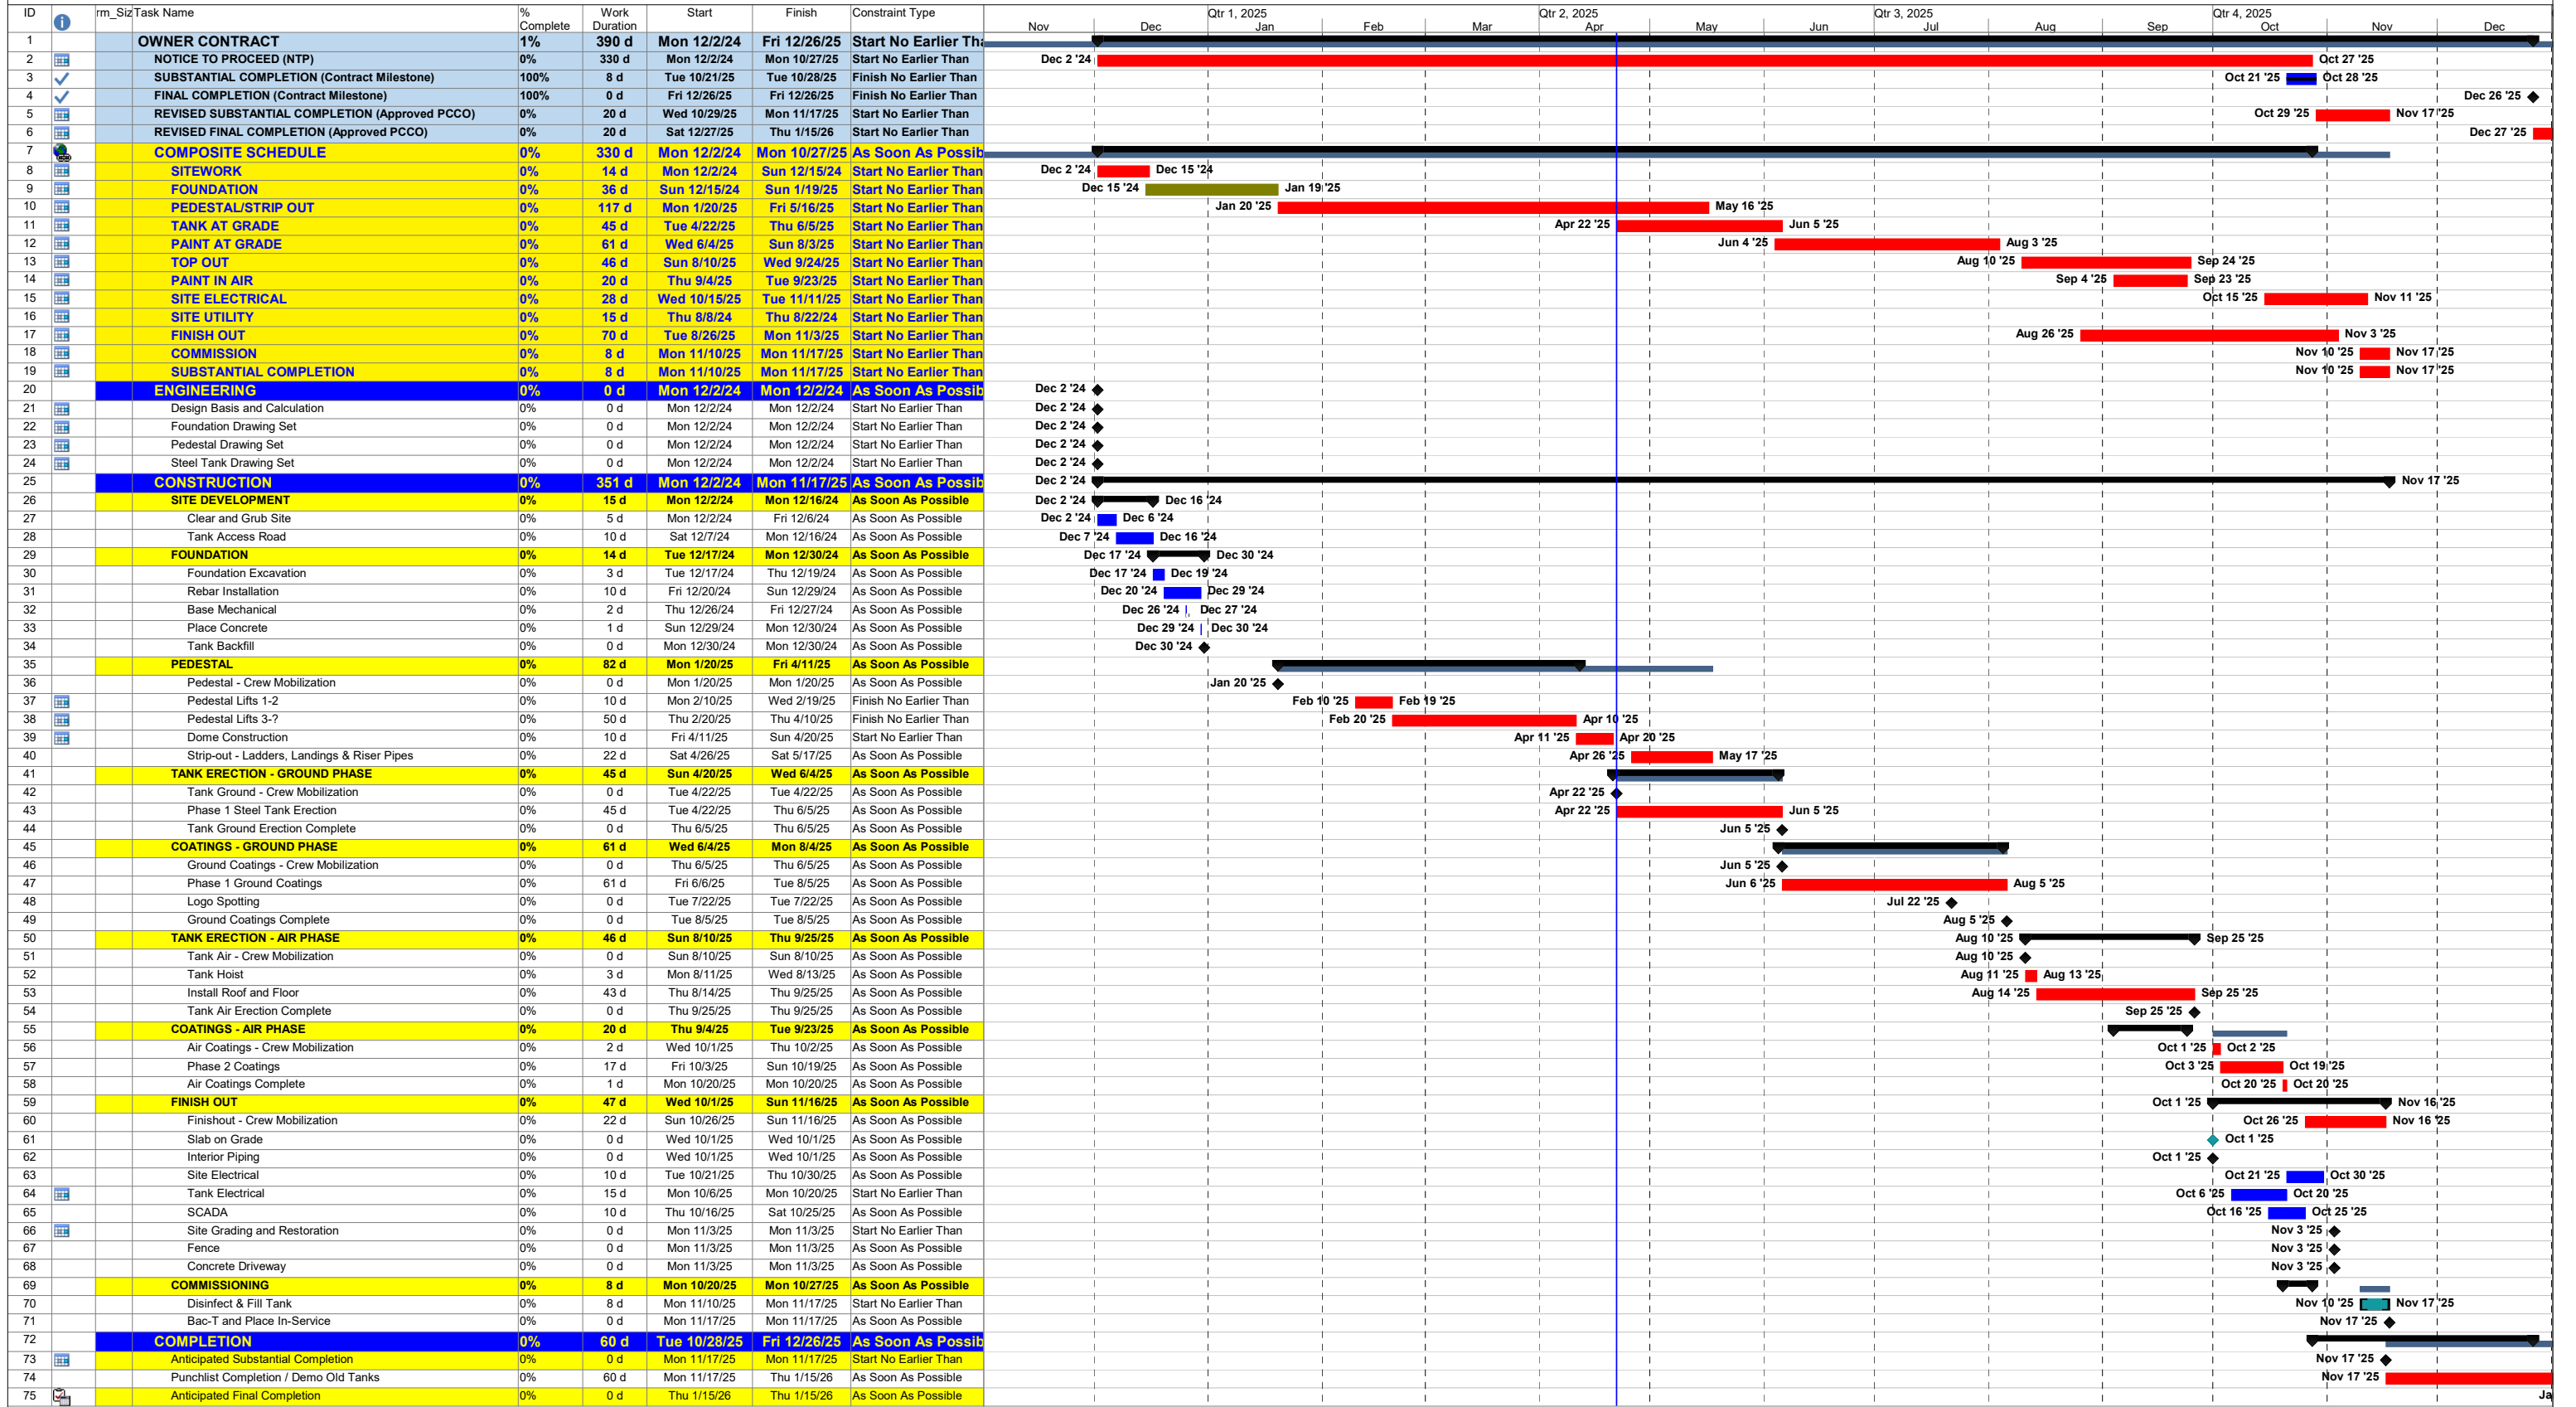 ID rm_Siz Task Name % Complete Work Duration Start Finish Constraint Type
Qtr 1, 2025 Qtr 2, 2025 Qtr 3, 2025 Qtr 4, 2025
Nov Dec Jan Feb Mar Apr May Jun Jul Aug Sep Oct Nov Dec
1 OWNER CONTRACT 1% 390 d Mon 12/2/24 Fri 12/26/25 Start No Earlier Tha
2 NOTICE TO PROCEED (NTP) 0% 330 d Mon 12/2/24 Mon 10/27/25 Start No Earlier Than Dec 2 '24 Oct 27 '25
3 SUBSTANTIAL COMPLETION (Contract Milestone) 100% 8 d Tue 10/21/25 Tue 10/28/25 Finish No Earlier Than Oct 21 '25 Oct 28 '25
4 FINAL COMPLETION (Contract Milestone) 100% 0 d Fri 12/26/25 Fri 12/26/25 Finish No Earlier Than Dec 26 '25
5 REVISED SUBSTANTIAL COMPLETION (Approved PCCO) 0% 20 d Wed 10/29/25 Mon 11/17/25 Start No Earlier Than Oct 29 '25 Nov 17 '25
6 REVISED FINAL COMPLETION (Approved PCCO) 0% 20 d Sat 12/27/25 Thu 1/15/26 Start No Earlier Than Dec 27 '25
7 COMPOSITE SCHEDULE 0% 330 d Mon 12/2/24 Mon 10/27/25 As Soon As Possib
8 SITEWORK 0% 14 d Mon 12/2/24 Sun 12/15/24 Start No Earlier Than Dec 2 '24 Dec 15 '24
9 FOUNDATION 0% 36 d Sun 12/15/24 Sun 1/19/25 Start No Earlier Than Dec 15 '24 Jan 19 '25
10 PEDESTAL/STRIP OUT 0% 117 d Mon 1/20/25 Fri 5/16/25 Start No Earlier Than Jan 20 '25 May 16 '25
11 TANK AT GRADE 0% 45 d Tue 4/22/25 Thu 6/5/25 Start No Earlier Than Apr 22 '25 Jun 5 '25
12 PAINT AT GRADE 0% 61 d Wed 6/4/25 Sun 8/3/25 Start No Earlier Than Jun 4 '25 Aug 3 '25
13 TOP OUT 0% 46 d Sun 8/10/25 Wed 9/24/25 Start No Earlier Than Aug 10 '25 Sep 24 '25
14 PAINT IN AIR 0% 20 d Thu 9/4/25 Tue 9/23/25 Start No Earlier Than Sep 4 '25 Sep 23 '25
15 SITE ELECTRICAL 0% 28 d Wed 10/15/25 Tue 11/11/25 Start No Earlier Than Oct 15 '25 Nov 11 '25
16 SITE UTILITY 0% 15 d Thu 8/8/24 Thu 8/22/24 Start No Earlier Than
17 FINISH OUT 0% 70 d Tue 8/26/25 Mon 11/3/25 Start No Earlier Than Aug 26 '25 Nov 3 '25
18 COMMISSION 0% 8 d Mon 11/10/25 Mon 11/17/25 Start No Earlier Than Nov 10 '25 Nov 17 '25
19 SUBSTANTIAL COMPLETION 0% 8 d Mon 11/10/25 Mon 11/17/25 Start No Earlier Than Nov 10 '25 Nov 17 '25
20 ENGINEERING 0% 0 d Mon 12/2/24 Mon 12/2/24 As Soon As Possib Dec 2 '24
21 Design Basis and Calculation 0% 0 d Mon 12/2/24 Mon 12/2/24 Start No Earlier Than Dec 2 '24
22 Foundation Drawing Set 0% 0 d Mon 12/2/24 Mon 12/2/24 Start No Earlier Than Dec 2 '24
23 Pedestal Drawing Set 0% 0 d Mon 12/2/24 Mon 12/2/24 Start No Earlier Than Dec 2 '24
24 Steel Tank Drawing Set 0% 0 d Mon 12/2/24 Mon 12/2/24 Start No Earlier Than Dec 2 '24
25 CONSTRUCTION 0% 351 d Mon 12/2/24 Mon 11/17/25 As Soon As Possib Dec 2 '24 Nov 17 '25
26 SITE DEVELOPMENT 0% 15 d Mon 12/2/24 Mon 12/16/24 As Soon As Possible Dec 2 '24 Dec 16 '24
27 Clear and Grub Site 0% 5 d Mon 12/2/24 Fri 12/6/24 As Soon As Possible Dec 2 '24 Dec 6 '24
28 Tank Access Road 0% 10 d Sat 12/7/24 Mon 12/16/24 As Soon As Possible Dec 7 '24 Dec 16 '24
29 FOUNDATION 0% 14 d Tue 12/17/24 Mon 12/30/24 As Soon As Possible Dec 17 '24 Dec 30 '24
30 Foundation Excavation 0% 3 d Tue 12/17/24 Thu 12/19/24 As Soon As Possible Dec 17 '24 Dec 19 '24
31 Rebar Installation 0% 10 d Fri 12/20/24 Sun 12/29/24 As Soon As Possible Dec 20 '24 Dec 29 '24
32 Base Mechanical 0% 2 d Thu 12/26/24 Fri 12/27/24 As Soon As Possible Dec 26 '24 Dec 27 '24
33 Place Concrete 0% 1 d Sun 12/29/24 Mon 12/30/24 As Soon As Possible Dec 29 '24 Dec 30 '24
34 Tank Backfill 0% 0 d Mon 12/30/24 Mon 12/30/24 As Soon As Possible Dec 30 '24
35 PEDESTAL 0% 82 d Mon 1/20/25 Fri 4/11/25 As Soon As Possible
36 Pedestal - Crew Mobilization 0% 0 d Mon 1/20/25 Mon 1/20/25 As Soon As Possible Jan 20 '25
37 Pedestal Lifts 1-2 0% 10 d Mon 2/10/25 Wed 2/19/25 Finish No Earlier Than Feb 10 '25 Feb 19 '25
38 Pedestal Lifts 3-? 0% 50 d Thu 2/20/25 Thu 4/10/25 Finish No Earlier Than Feb 20 '25 Apr 10 '25
39 Dome Construction 0% 10 d Fri 4/11/25 Sun 4/20/25 Start No Earlier Than Apr 11 '25 Apr 20 '25
40 Strip-out - Ladders, Landings & Riser Pipes 0% 22 d Sat 4/26/25 Sat 5/17/25 As Soon As Possible Apr 26 '25 May 17 '25
41 TANK ERECTION - GROUND PHASE 0% 45 d Sun 4/20/25 Wed 6/4/25 As Soon As Possible
42 Tank Ground - Crew Mobilization 0% 0 d Tue 4/22/25 Tue 4/22/25 As Soon As Possible Apr 22 '25
43 Phase 1 Steel Tank Erection 0% 45 d Tue 4/22/25 Thu 6/5/25 As Soon As Possible Apr 22 '25 Jun 5 '25
44 Tank Ground Erection Complete 0% 0 d Thu 6/5/25 Thu 6/5/25 As Soon As Possible Jun 5 '25
45 COATINGS - GROUND PHASE 0% 61 d Wed 6/4/25 Mon 8/4/25 As Soon As Possible
46 Ground Coatings - Crew Mobilization 0% 0 d Thu 6/5/25 Thu 6/5/25 As Soon As Possible Jun 5 '25
47 Phase 1 Ground Coatings 0% 61 d Fri 6/6/25 Tue 8/5/25 As Soon As Possible Jun 6 '25 Aug 5 '25
48 Logo Spotting 0% 0 d Tue 7/22/25 Tue 7/22/25 As Soon As Possible Jul 22 '25
49 Ground Coatings Complete 0% 0 d Tue 8/5/25 Tue 8/5/25 As Soon As Possible Aug 5 '25
50 TANK ERECTION - AIR PHASE 0% 46 d Sun 8/10/25 Thu 9/25/25 As Soon As Possible Aug 10 '25 Sep 25 '25
51 Tank Air - Crew Mobilization 0% 0 d Sun 8/10/25 Sun 8/10/25 As Soon As Possible Aug 10 '25
52 Tank Hoist 0% 3 d Mon 8/11/25 Wed 8/13/25 As Soon As Possible Aug 11 '25 Aug 13 '25
53 Install Roof and Floor 0% 43 d Thu 8/14/25 Thu 9/25/25 As Soon As Possible Aug 14 '25 Sep 25 '25
54 Tank Air Erection Complete 0% 0 d Thu 9/25/25 Thu 9/25/25 As Soon As Possible Sep 25 '25
55 COATINGS - AIR PHASE 0% 20 d Thu 9/4/25 Tue 9/23/25 As Soon As Possible
56 Air Coatings - Crew Mobilization 0% 2 d Wed 10/1/25 Thu 10/2/25 As Soon As Possible Oct 1 '25 Oct 2 '25
57 Phase 2 Coatings 0% 17 d Fri 10/3/25 Sun 10/19/25 As Soon As Possible Oct 3 '25 Oct 19 '25
58 Air Coatings Complete 0% 1 d Mon 10/20/25 Mon 10/20/25 As Soon As Possible Oct 20 '25 Oct 20 '25
59 FINISH OUT 0% 47 d Wed 10/1/25 Sun 11/16/25 As Soon As Possible Oct 1 '25 Nov 16 '25
60 Finishout - Crew Mobilization 0% 22 d Sun 10/26/25 Sun 11/16/25 As Soon As Possible Oct 26 '25 Nov 16 '25
61 Slab on Grade 0% 0 d Wed 10/1/25 Wed 10/1/25 As Soon As Possible Oct 1 '25
62 Interior Piping 0% 0 d Wed 10/1/25 Wed 10/1/25 As Soon As Possible Oct 1 '25
63 Site Electrical 0% 10 d Tue 10/21/25 Thu 10/30/25 As Soon As Possible Oct 21 '25 Oct 30 '25
64 Tank Electrical 0% 15 d Mon 10/6/25 Mon 10/20/25 Start No Earlier Than Oct 6 '25 Oct 20 '25
65 SCADA 0% 10 d Thu 10/16/25 Sat 10/25/25 As Soon As Possible Oct 16 '25 Oct 25 '25
66 Site Grading and Restoration 0% 0 d Mon 11/3/25 Mon 11/3/25 Start No Earlier Than Nov 3 '25
67 Fence 0% 0 d Mon 11/3/25 Mon 11/3/25 As Soon As Possible Nov 3 '25
68 Concrete Driveway 0% 0 d Mon 11/3/25 Mon 11/3/25 As Soon As Possible Nov 3 '25
69 COMMISSIONING 0% 8 d Mon 10/20/25 Mon 10/27/25 As Soon As Possible
70 Disinfect & Fill Tank 0% 8 d Mon 11/10/25 Mon 11/17/25 Start No Earlier Than Nov 10 '25 Nov 17 '25
71 Bac-T and Place In-Service 0% 0 d Mon 11/17/25 Mon 11/17/25 As Soon As Possible Nov 17 '25
72 COMPLETION 0% 60 d Tue 10/28/25 Fri 12/26/25 As Soon As Possib
73 Anticipated Substantial Completion 0% 0 d Mon 11/17/25 Mon 11/17/25 Start No Earlier Than Nov 17 '25
74 Punchlist Completion / Demo Old Tanks 0% 60 d Mon 11/17/25 Thu 1/15/26 As Soon As Possible Nov 17 '25
75 Anticipated Final Completion 0% 0 d Thu 1/15/26 Thu 1/15/26 As Soon As Possible Ja